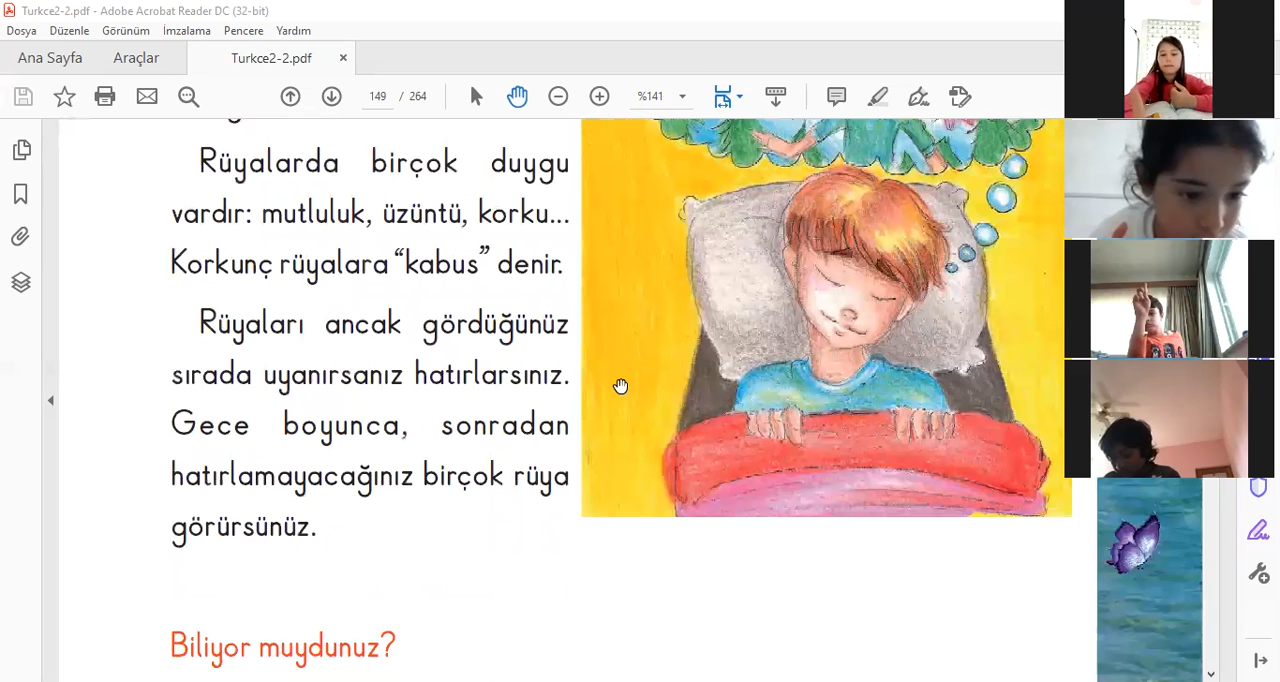 Turkce2-2.pdf - Adobe Acrobat Reader DC (32-bit)
Dosya Düzenle Görünüm İmzalama Pencere Yardım
Ana Sayfa Araçlar Turkce2-2.pdf ×
149 / 264 %141
Rüyalarda birçok duygu
vardır: mutluluk, üzüntü, korku...
Korkunç rüyalara “kabus” denir.
Rüyaları ancak gördüğünüz
sırada uyanırsanız hatırlarsınız.
Gece boyunca, sonradan
hatırlamayacağınız birçok rüya
görürsünüz.
Biliyor muydunuz?